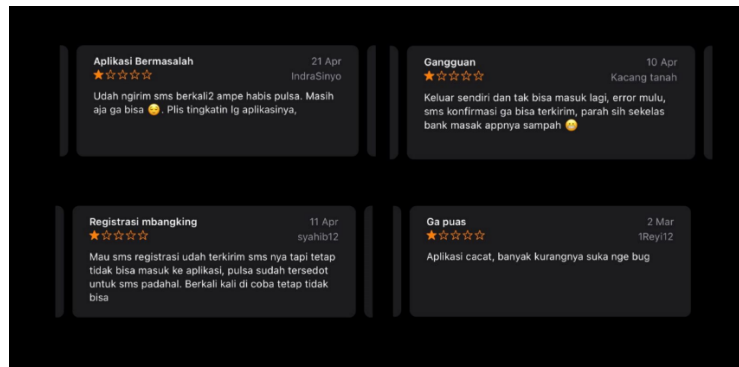 Aplikasi Bermasalah
21 Apr
IndraSinyo
Udah ngirim sms berkali2 ampe habis pulsa. Masih
aja ga bisa 😌. Plis tingkatin lg aplikasinya,
Gangguan
10 Apr
Kacang tanah
Keluar sendiri dan tak bisa masuk lagi, error mulu,
sms konfirmasi ga bisa terkirim, parah sih sekelas
bank masak appnya sampah 😬
Registrasi mbangking
11 Apr
syahib12
Mau sms registrasi udah terkirim sms nya tapi tetap
tidak bisa masuk ke aplikasi, pulsa sudah tersedot
untuk sms padahal. Berkali kali di coba tetap tidak
bisa
Ga puas
2 Mar
1Reyi12
Aplikasi cacat, banyak kurangnya suka nge bug